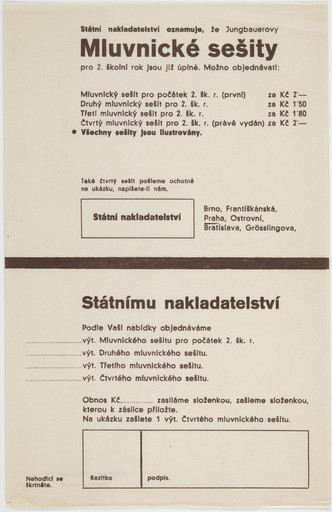 Státní nakladatelství oznamuje, že Jungbauerovy
Mluvnické sešity
pro 2. školní rok jsou již úplné. Možno objednávati:
Mluvnický sešit pro počátek 2. šk. r. (první) za Kč 2'—
Druhý mluvnický sešit pro 2. šk. r. za Kč 1'50
Třetí mluvnický sešit pro 2. šk. r. za Kč 1'80
Čtvrtý mluvnický sešit pro 2. šk. r. (právě vydán) za Kč 2'—
● Všechny sešity jsou ilustrovány.
Také čtvrtý sešit pošleme ochotně
na ukázku, napíšete-li nám.
Státní nakladatelství
Brno, Františkánská,
Praha, Ostrovní,
Bratislava, Grösslingova,
Státnímu nakladatelství
Podle Vaší nabídky objednáváme
výt. Mluvnického sešitu pro počátek 2. šk. r.
výt. Druhého mluvnického sešitu.
výt. Třetího mluvnického sešitu.
výt. Čtvrtého mluvnického sešitu.
Obnos Kč zasíláme složenkou, zašleme složenkou,
kterou k zásilce přiložte.
Na ukázku zašlete 1 výt. Čtvrtého mluvnického sešitu.
Nehodící se
škrtněte.
Razítko
podpis.